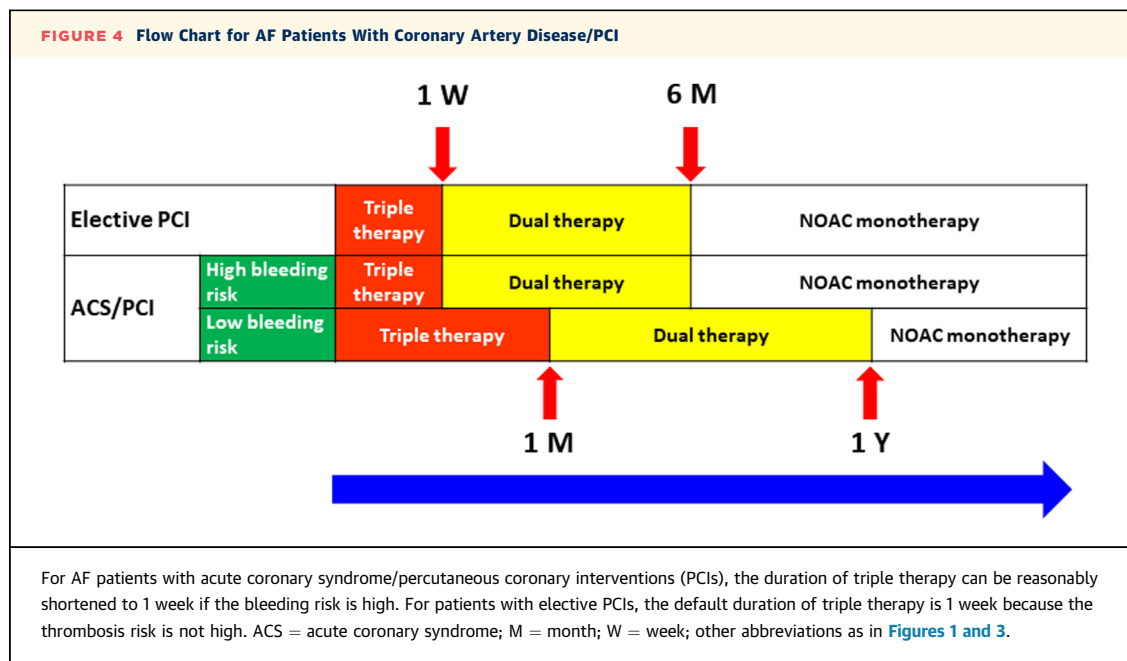 FIGURE 4 Flow Chart for AF Patients With Coronary Artery Disease/PCI
1 W
6 M
Elective PCI
Triple
therapy
Dual therapy
NOAC monotherapy
ACS/PCI
High bleeding
risk
Triple
therapy
Dual therapy
NOAC monotherapy
Low bleeding
risk
Triple therapy
Dual therapy
NOAC monotherapy
1 M
1 Y
For AF patients with acute coronary syndrome/percutaneous coronary interventions (PCIs), the duration of triple therapy can be reasonably
shortened to 1 week if the bleeding risk is high. For patients with elective PCIs, the default duration of triple therapy is 1 week because the
thrombosis risk is not high. ACS = acute coronary syndrome; M = month; W = week; other abbreviations as in Figures 1 and 3.